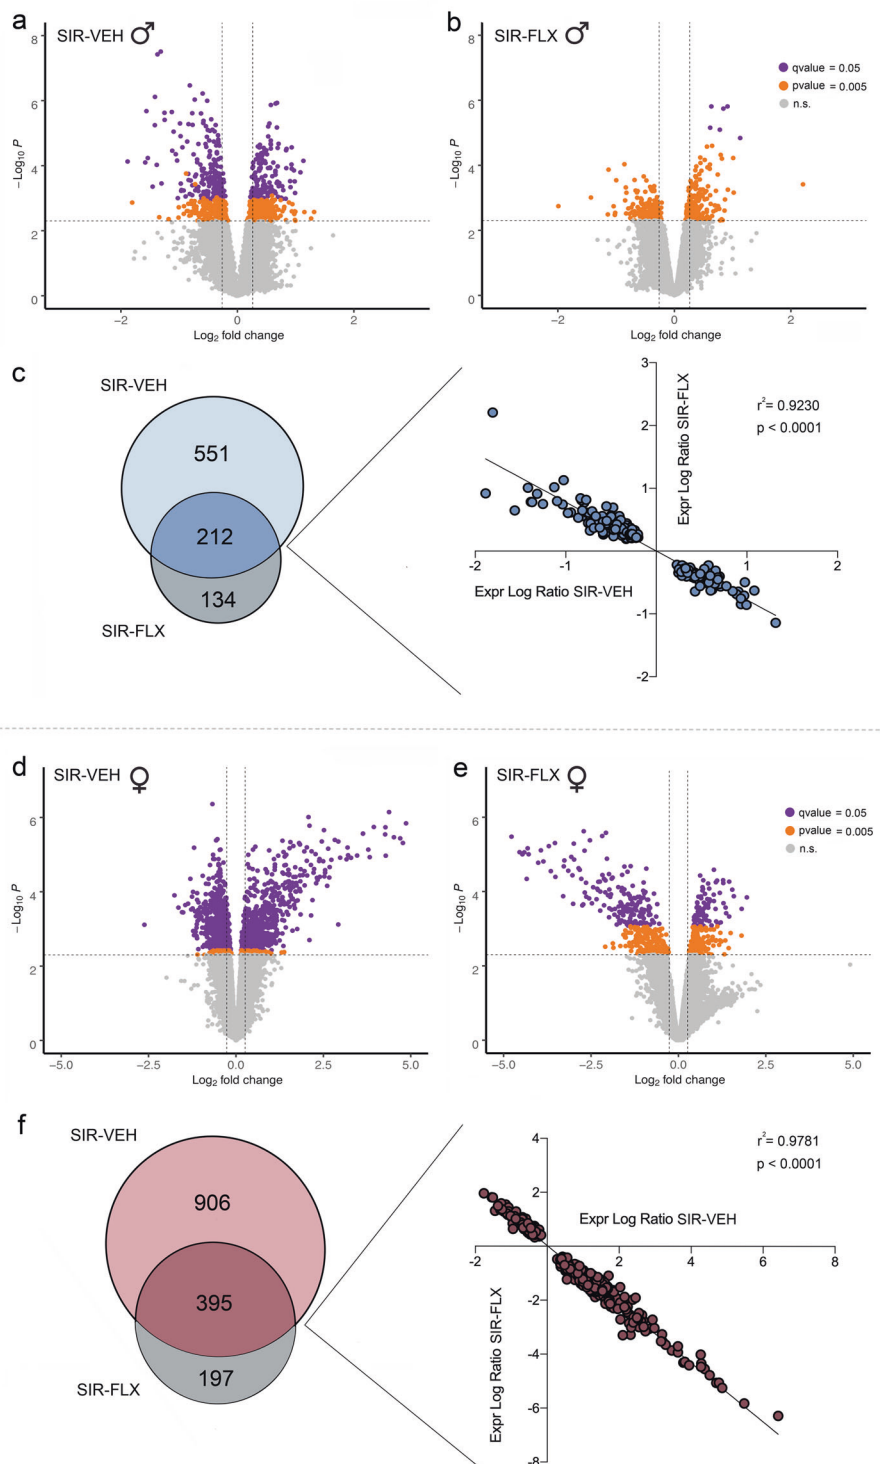 a
SIR-VEH ♂
8
6
4
2
0
−Log10 P
−2
0
2
Log2 fold change
b
SIR-FLX ♂
qvalue = 0.05
pvalue = 0.005
n.s.
8
6
4
2
0
−Log10 P
−2
0
2
Log2 fold change
c
SIR-VEH
551
212
134
SIR-FLX
3
2
1
-1
-2
-2
-1
1
2
Expr Log Ratio SIR-FLX
Expr Log Ratio SIR-VEH
r²= 0.9230
p < 0.0001
d
SIR-VEH ♀
6
4
2
0
−Log10 P
−5.0
−2.5
0.0
2.5
5.0
Log2 fold change
e
SIR-FLX ♀
qvalue = 0.05
pvalue = 0.005
n.s.
6
4
2
0
−Log10 P
−5.0
−2.5
0.0
2.5
5.0
Log2 fold change
f
SIR-VEH
906
395
197
SIR-FLX
4
2
-2
-4
-6
-8
-2
2
4
6
8
Expr Log Ratio SIR-VEH
Expr Log Ratio SIR-FLX
r²= 0.9781
p < 0.0001